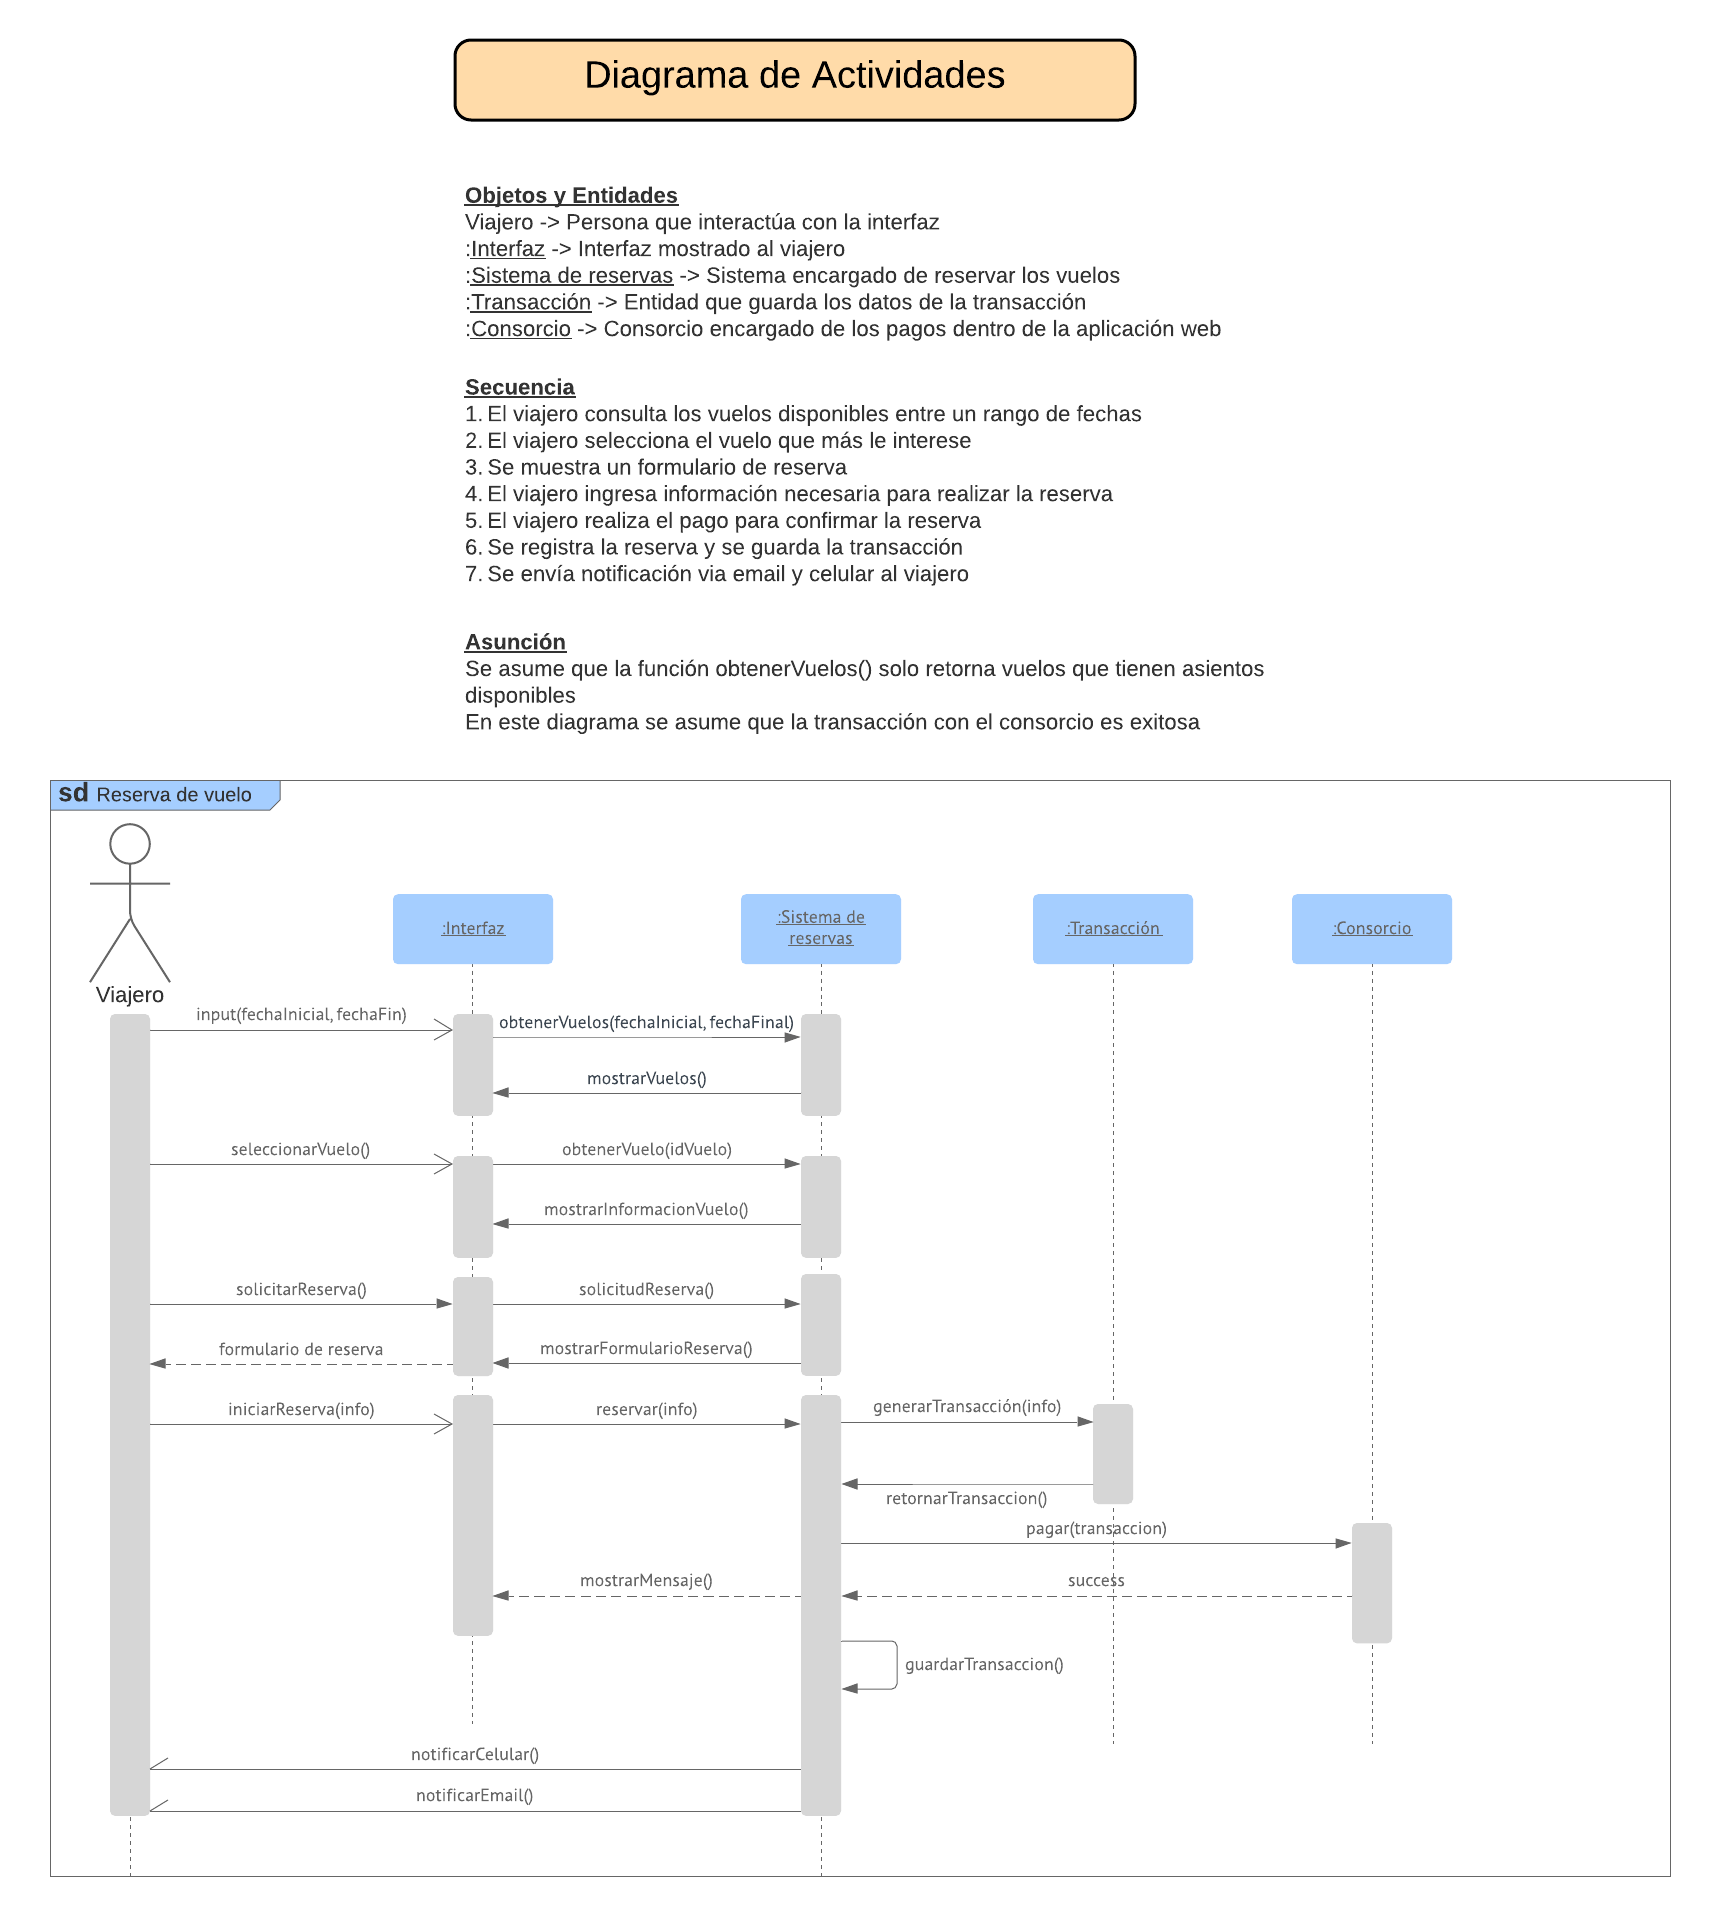 Diagrama de Actividades
Objetos y Entidades
Viajero -> Persona que interactúa con la interfaz
:Interfaz -> Interfaz mostrado al viajero
:Sistema de reservas -> Sistema encargado de reservar los vuelos
:Transacción -> Entidad que guarda los datos de la transacción
:Consorcio -> Consorcio encargado de los pagos dentro de la aplicación web
Secuencia
1. El viajero consulta los vuelos disponibles entre un rango de fechas
2. El viajero selecciona el vuelo que más le interese
3. Se muestra un formulario de reserva
4. El viajero ingresa información necesaria para realizar la reserva
5. El viajero realiza el pago para confirmar la reserva
6. Se registra la reserva y se guarda la transacción
7. Se envía notificación via email y celular al viajero
Asunción
Se asume que la función obtenerVuelos() solo retorna vuelos que tienen asientos
disponibles
En este diagrama se asume que la transacción con el consorcio es exitosa
sd Reserva de vuelo
Viajero
:Interfaz
:Sistema de
reservas
:Transacción
:Consorcio
input(fechaInicial, fechaFin)
obtenerVuelos(fechaInicial, fechaFinal)
mostrarVuelos()
seleccionarVuelo()
obtenerVuelo(idVuelo)
mostrarInformacionVuelo()
solicitarReserva()
solicitudReserva()
formulario de reserva
mostrarFormularioReserva()
iniciarReserva(info)
reservar(info)
generarTransacción(info)
retornarTransaccion()
pagar(transaccion)
mostrarMensaje()
success
guardarTransaccion()
notificarCelular()
notificarEmail()